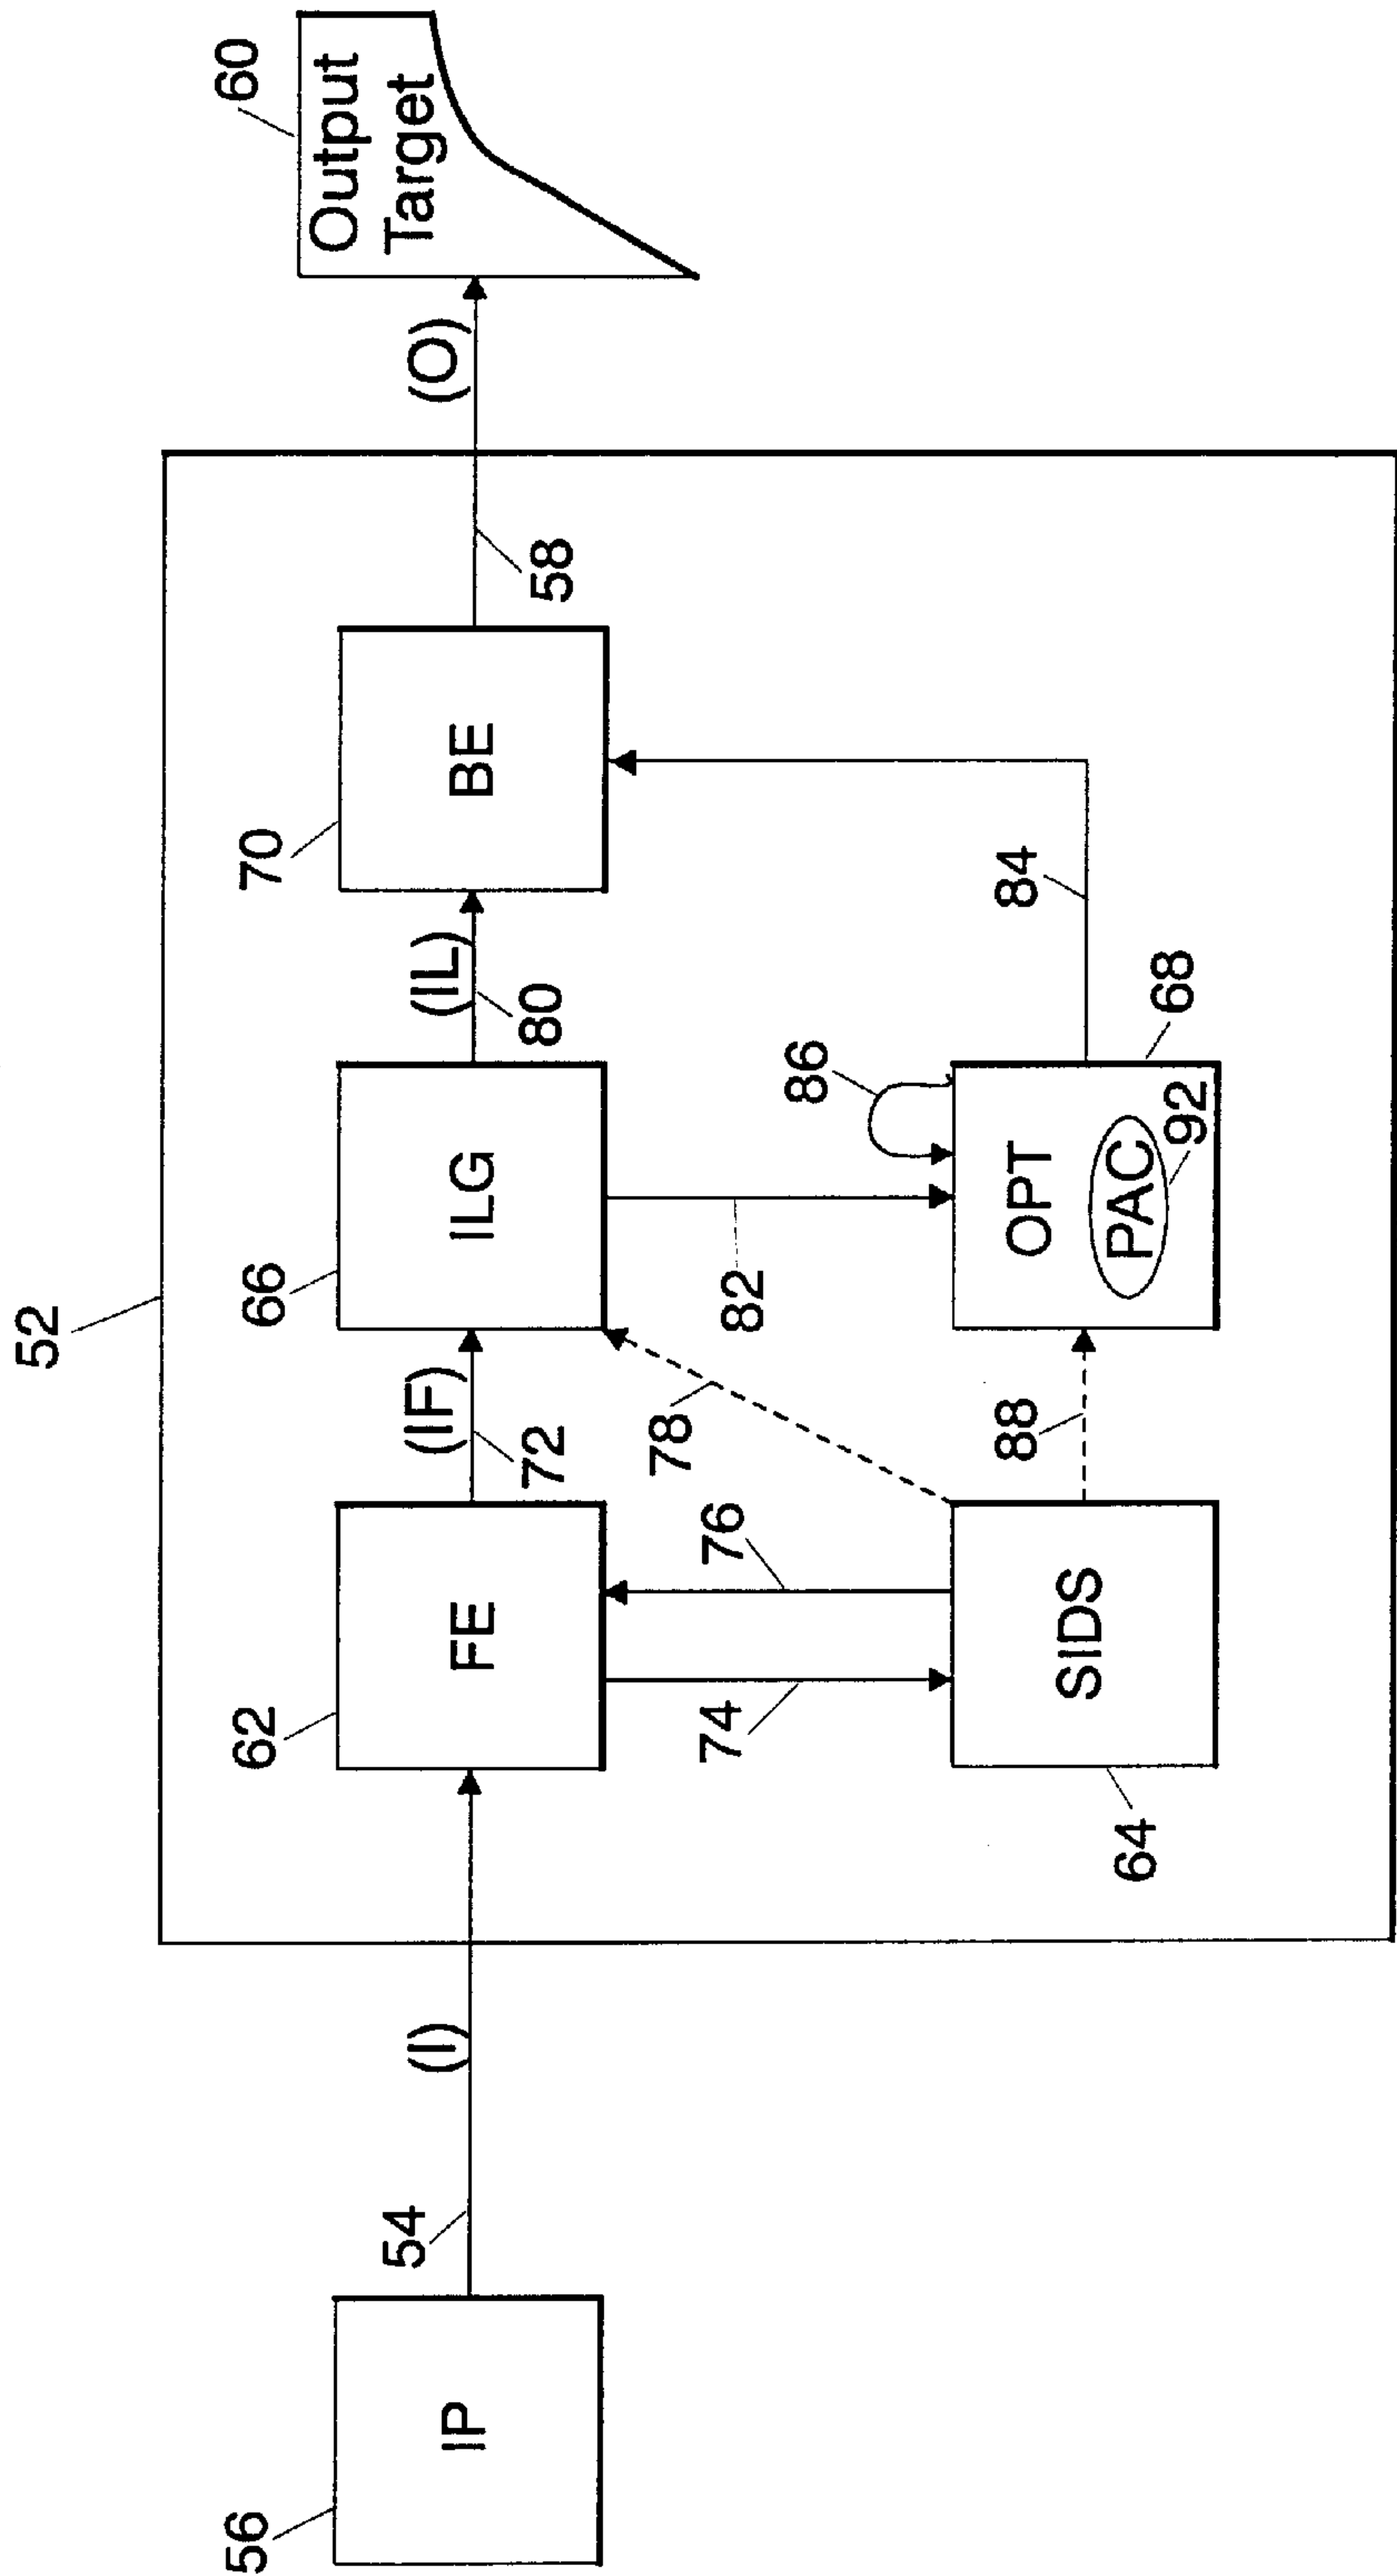 52
60
Output
Target
70
66
62
56
(O)
(IL)
(IF)
(I)
54
IP
FE
ILG
BE
72
80
58
74
76
78
82
86
84
88
64
SIDS
OPT
68
PAC
92